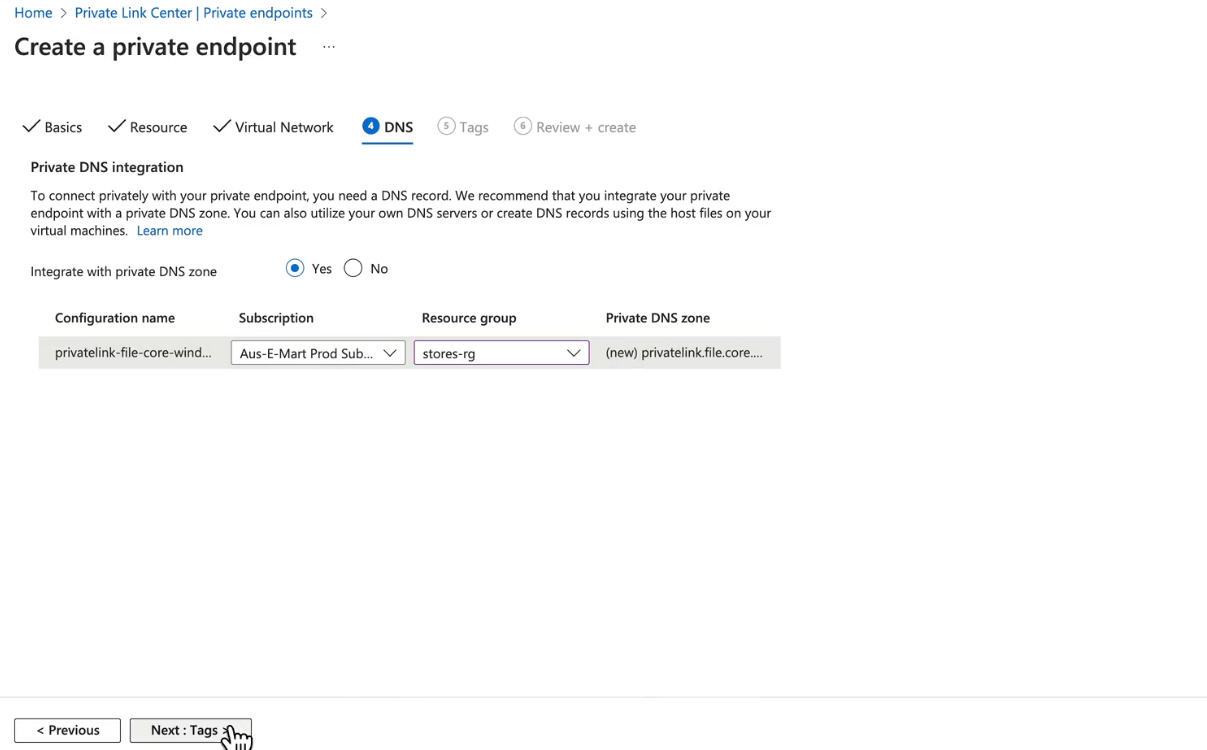 Home > Private Link Center | Private endpoints >
Create a private endpoint ...
Basics Resource Virtual Network 4 DNS 5 Tags 6 Review + create
Private DNS integration
To connect privately with your private endpoint, you need a DNS record. We recommend that you integrate your private
endpoint with a private DNS zone. You can also utilize your own DNS servers or create DNS records using the host files on your
virtual machines. Learn more
Integrate with private DNS zone Yes No
Configuration name Subscription Resource group Private DNS zone
privatelink-file-core-wind... Aus-E-Mart Prod Sub... stores-rg (new) privatelink.file.core....
< Previous Next : Tags >